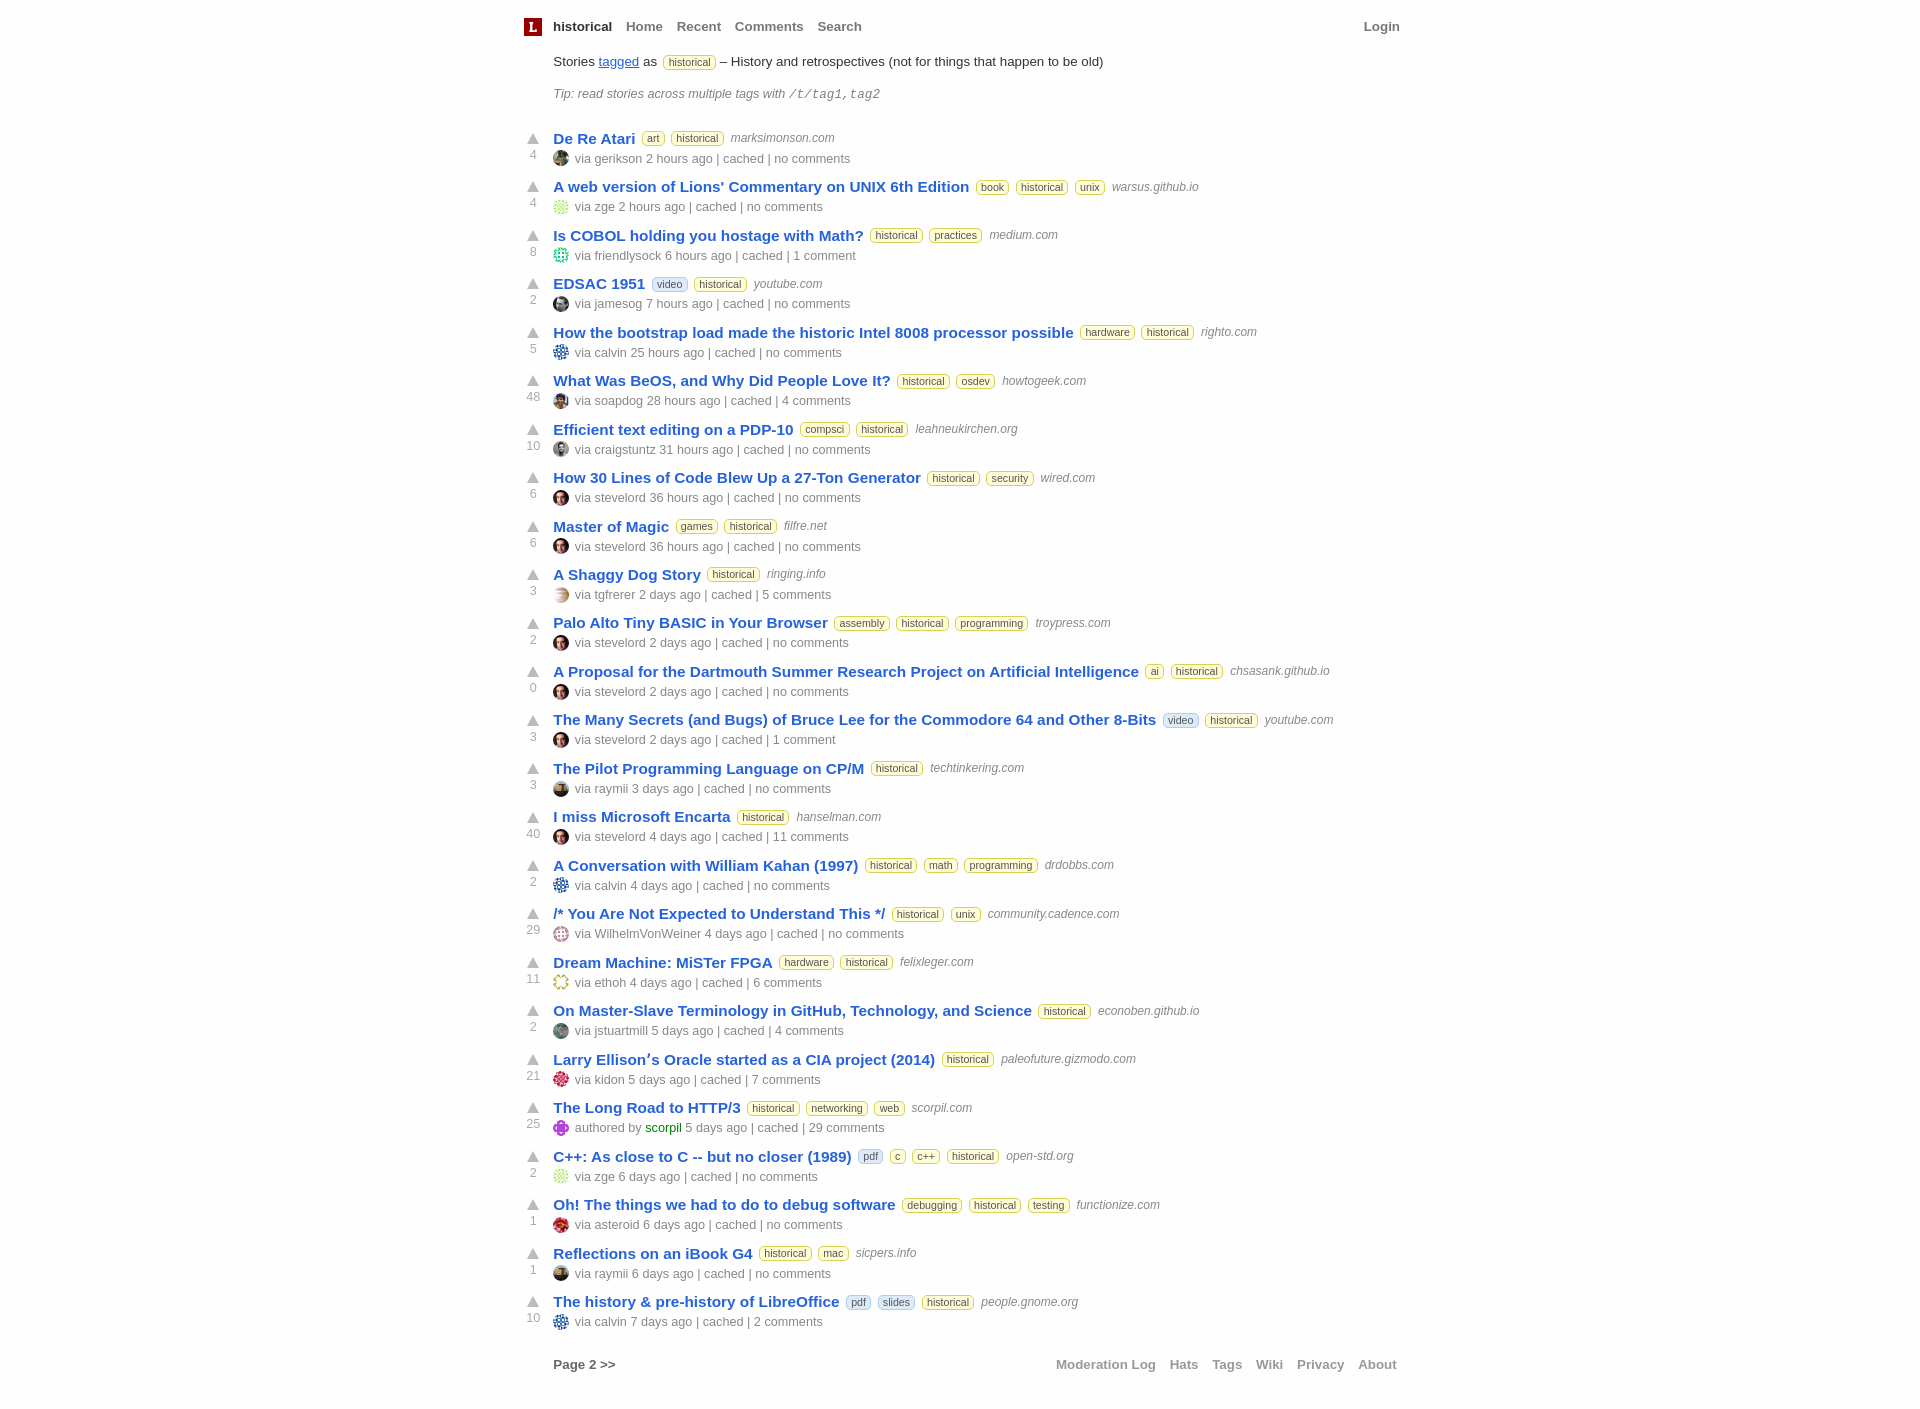 L historical Home Recent Comments Search Login
Stories tagged as historical – History and retrospectives (not for things that happen to be old)
Tip: read stories across multiple tags with /t/tag1,tag2
De Re Atari art historical marksimonson.com
4 via gerikson 2 hours ago | cached | no comments
A web version of Lions' Commentary on UNIX 6th Edition book historical unix warsus.github.io
4 via zge 2 hours ago | cached | no comments
Is COBOL holding you hostage with Math? historical practices medium.com
8 via friendlysock 6 hours ago | cached | 1 comment
EDSAC 1951 video historical youtube.com
2 via jamesog 7 hours ago | cached | no comments
How the bootstrap load made the historic Intel 8008 processor possible hardware historical righto.com
5 via calvin 25 hours ago | cached | no comments
What Was BeOS, and Why Did People Love It? historical osdev howtogeek.com
48 via soapdog 28 hours ago | cached | 4 comments
Efficient text editing on a PDP-10 compsci historical leahneukirchen.org
10 via craigstuntz 31 hours ago | cached | no comments
How 30 Lines of Code Blew Up a 27-Ton Generator historical security wired.com
6 via stevelord 36 hours ago | cached | no comments
Master of Magic games historical filfre.net
6 via stevelord 36 hours ago | cached | no comments
A Shaggy Dog Story historical ringing.info
3 via tgfrerer 2 days ago | cached | 5 comments
Palo Alto Tiny BASIC in Your Browser assembly historical programming troypress.com
2 via stevelord 2 days ago | cached | no comments
A Proposal for the Dartmouth Summer Research Project on Artificial Intelligence ai historical chsasank.github.io
0 via stevelord 2 days ago | cached | no comments
The Many Secrets (and Bugs) of Bruce Lee for the Commodore 64 and Other 8-Bits video historical youtube.com
3 via stevelord 2 days ago | cached | 1 comment
The Pilot Programming Language on CP/M historical techtinkering.com
3 via raymii 3 days ago | cached | no comments
I miss Microsoft Encarta historical hanselman.com
40 via stevelord 4 days ago | cached | 11 comments
A Conversation with William Kahan (1997) historical math programming drdobbs.com
2 via calvin 4 days ago | cached | no comments
/* You Are Not Expected to Understand This */ historical unix community.cadence.com
29 via WilhelmVonWeiner 4 days ago | cached | no comments
Dream Machine: MiSTer FPGA hardware historical felixleger.com
11 via ethoh 4 days ago | cached | 6 comments
On Master-Slave Terminology in GitHub, Technology, and Science historical econoben.github.io
2 via jstuartmill 5 days ago | cached | 4 comments
Larry Ellisonʼs Oracle started as a CIA project (2014) historical paleofuture.gizmodo.com
21 via kidon 5 days ago | cached | 7 comments
The Long Road to HTTP/3 historical networking web scorpil.com
25 authored by scorpil 5 days ago | cached | 29 comments
C++: As close to C -- but no closer (1989) pdf c c++ historical open-std.org
2 via zge 6 days ago | cached | no comments
Oh! The things we had to do to debug software debugging historical testing functionize.com
1 via asteroid 6 days ago | cached | no comments
Reflections on an iBook G4 historical mac sicpers.info
1 via raymii 6 days ago | cached | no comments
The history & pre-history of LibreOffice pdf slides historical people.gnome.org
10 via calvin 7 days ago | cached | 2 comments
Page 2 >> Moderation Log Hats Tags Wiki Privacy About